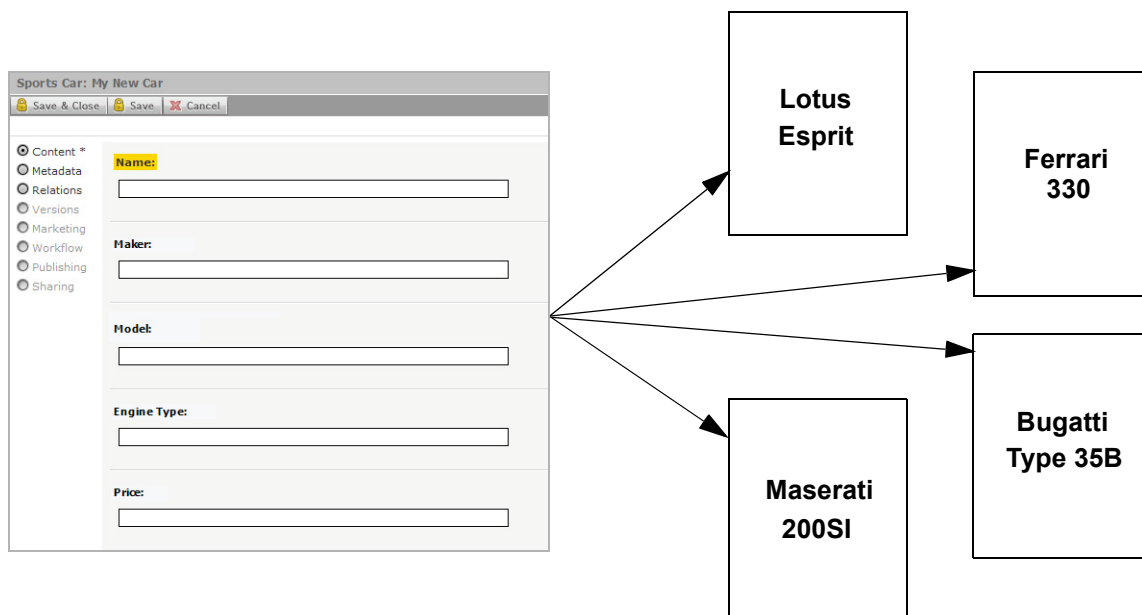 Sports Car: My New Car
Save & Close Save Cancel
Content *
Metadata
Relations
Versions
Marketing
Workflow
Publishing
Sharing
Name:
Maker:
Model:
Engine Type:
Price:
Lotus
Esprit
Ferrari
330
Bugatti
Type 35B
Maserati
200SI